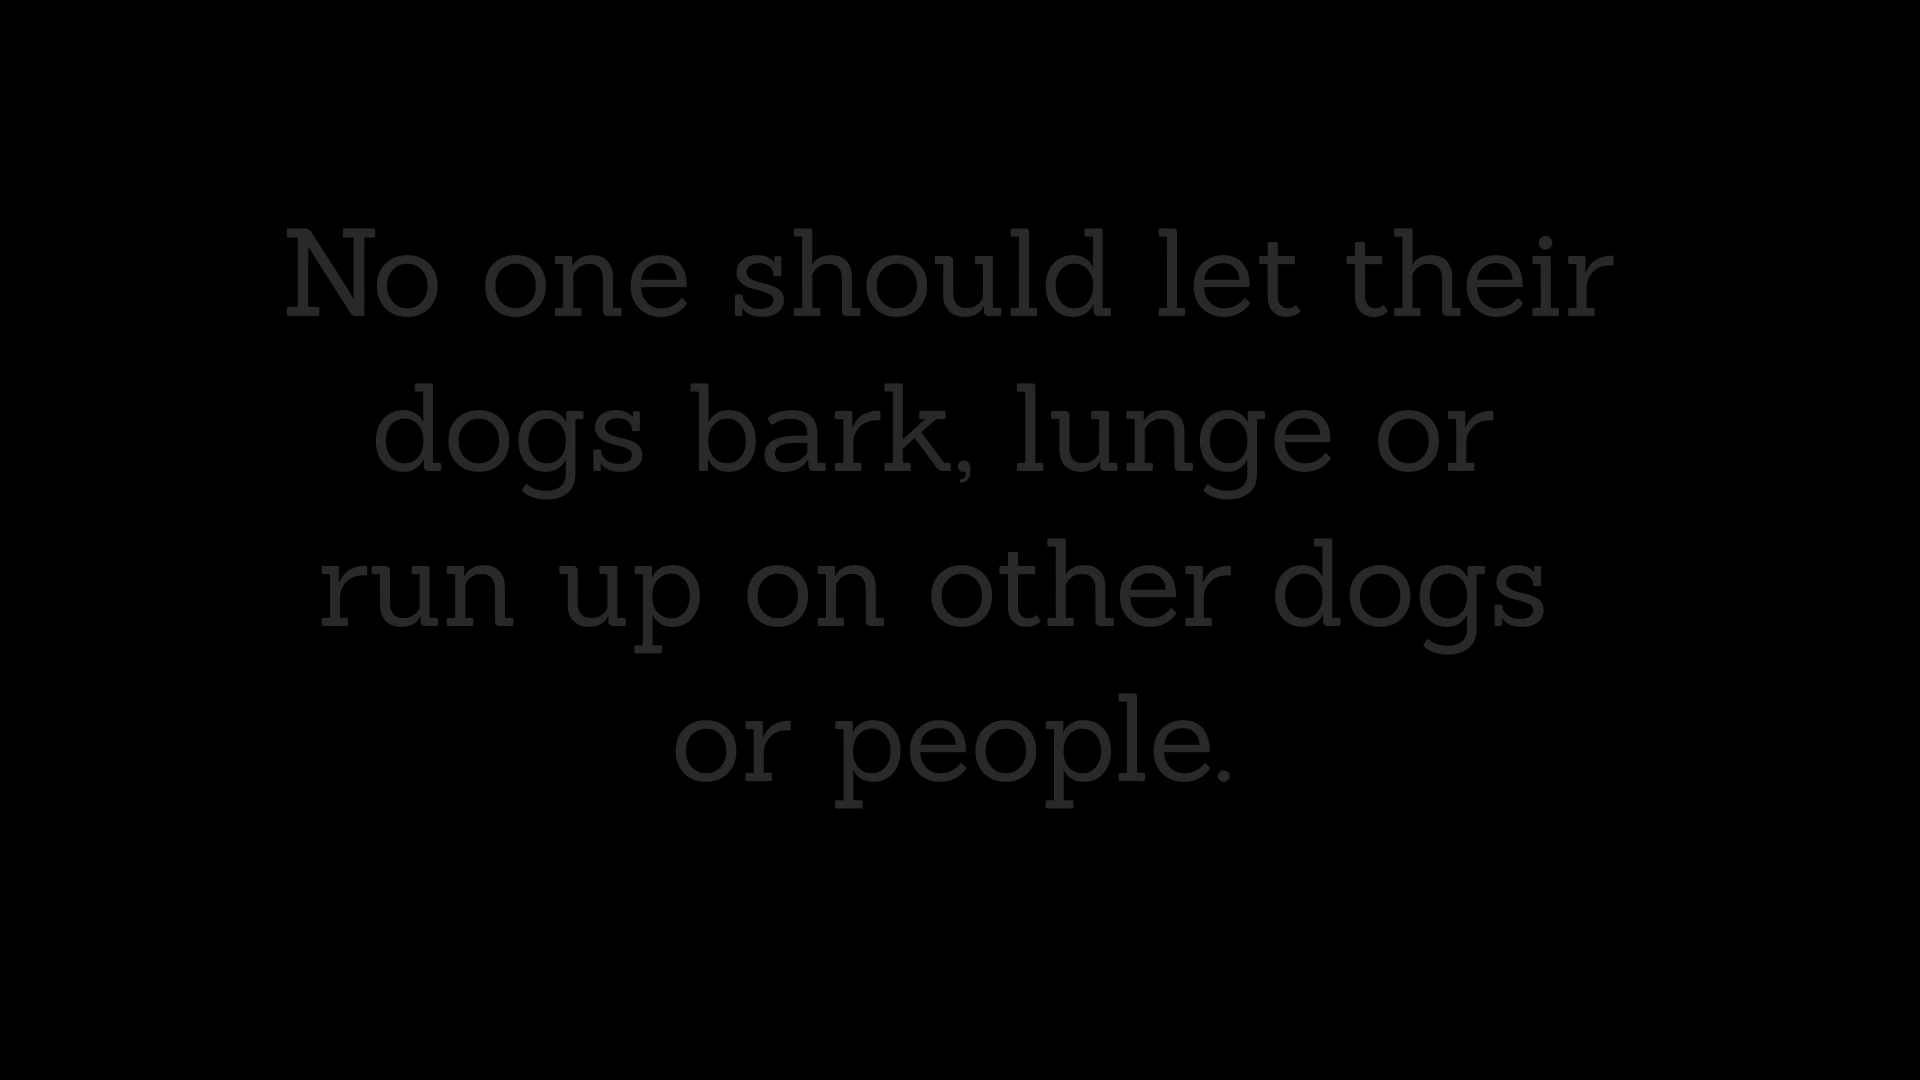 No one should let their
dogs bark, lunge or
run up on other dogs
or people.